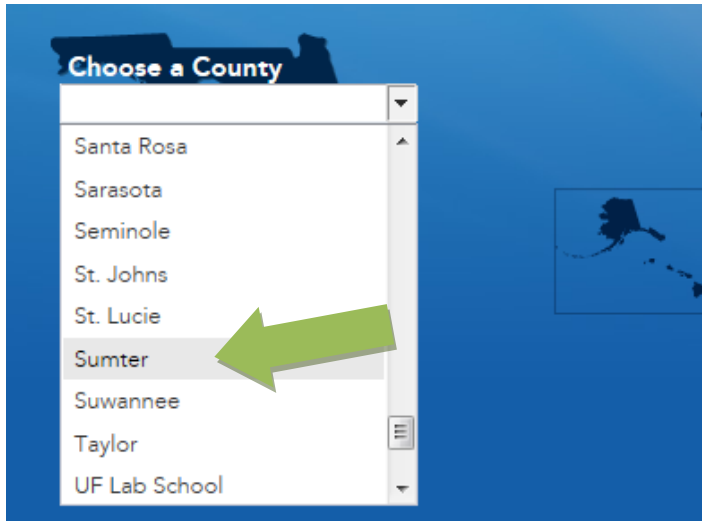 Choose a County
Santa Rosa
Sarasota
Seminole
St. Johns
St. Lucie
Sumter
Suwannee
Taylor
UF Lab School